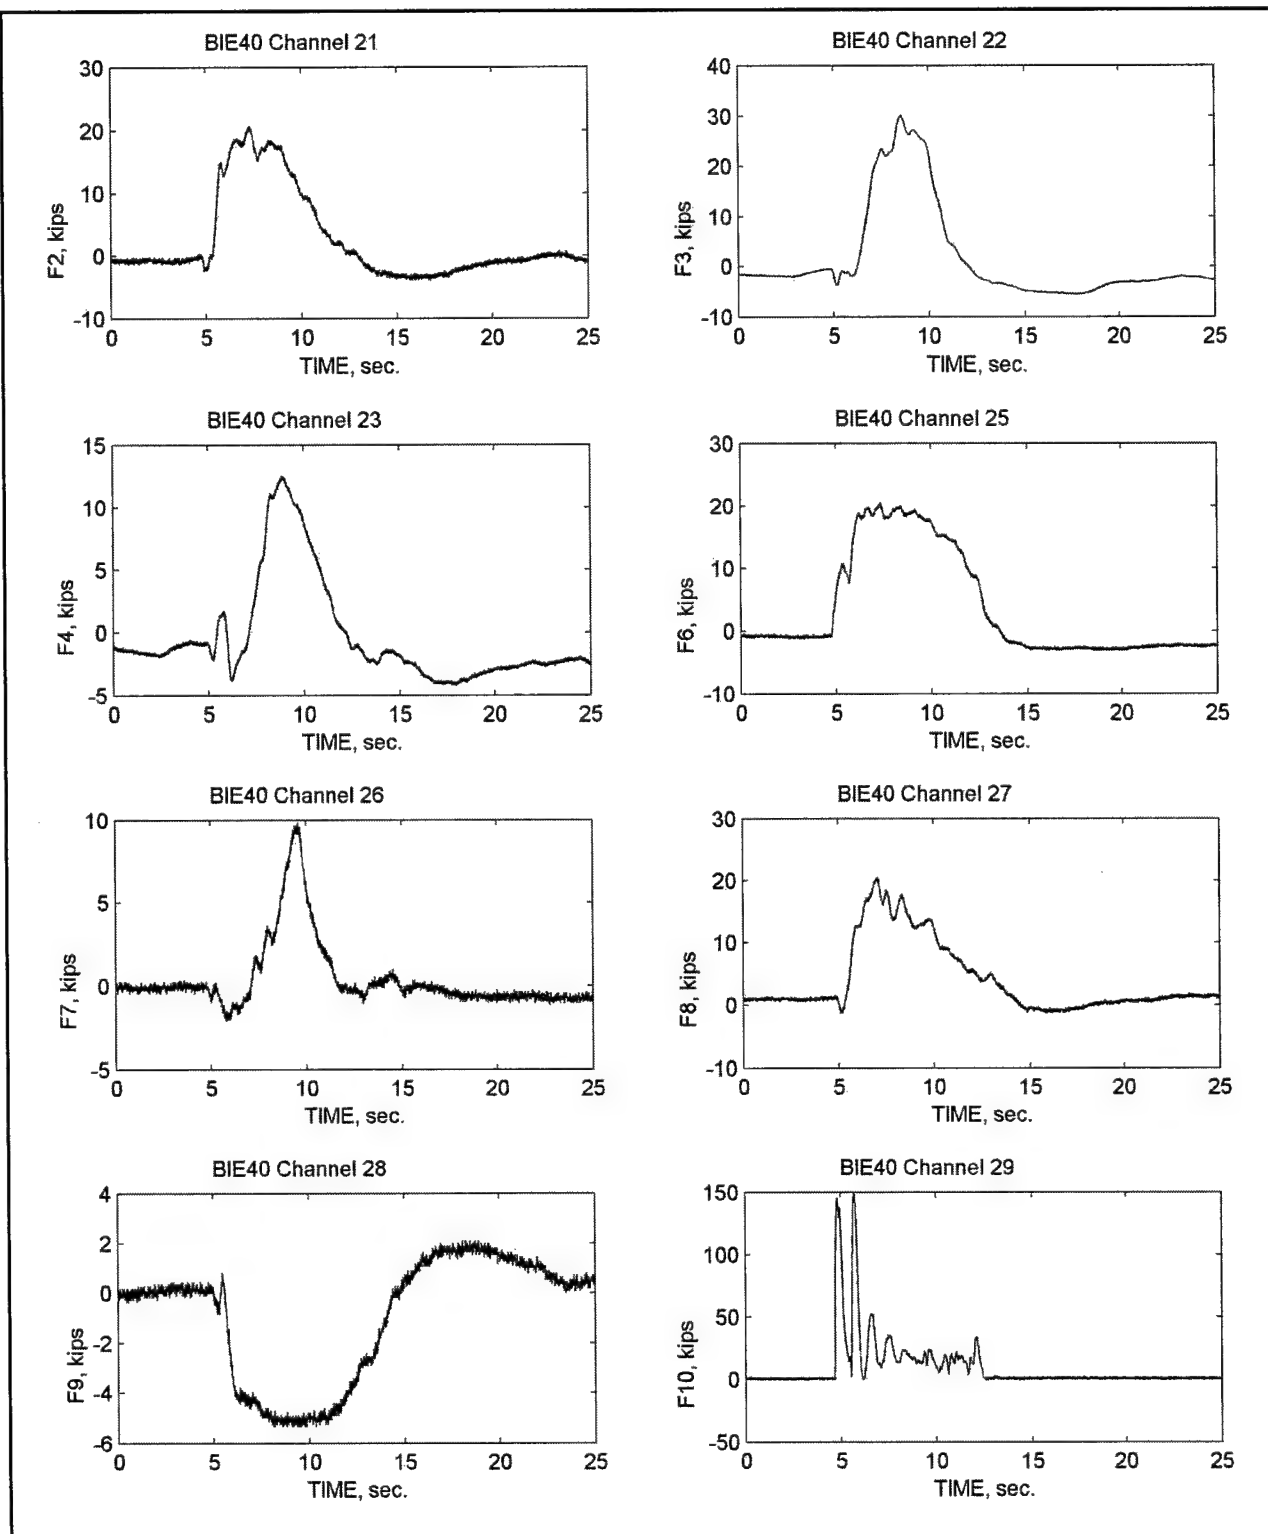 BIE40 Channel 21
30
20
10
0
-10
F2, kips
0 5 10 15 20 25
TIME, sec.
BIE40 Channel 22
40
30
20
10
0
-10
F3, kips
0 5 10 15 20 25
TIME, sec.
BIE40 Channel 23
15
10
5
0
-5
F4, kips
0 5 10 15 20 25
TIME, sec.
BIE40 Channel 25
30
20
10
0
-10
F6, kips
0 5 10 15 20 25
TIME, sec.
BIE40 Channel 26
10
5
0
-5
F7, kips
0 5 10 15 20 25
TIME, sec.
BIE40 Channel 27
30
20
10
0
-10
F8, kips
0 5 10 15 20 25
TIME, sec.
BIE40 Channel 28
4
2
0
-2
-4
-6
F9, kips
0 5 10 15 20 25
TIME, sec.
BIE40 Channel 29
150
100
50
0
-50
F10, kips
0 5 10 15 20 25
TIME, sec.